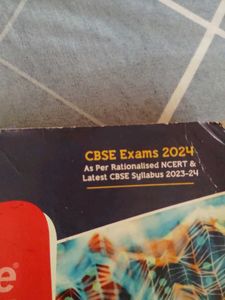 CBSE Exams 2024
As Per Rationalised NCERT &
Latest CBSE Syllabus 2023-24